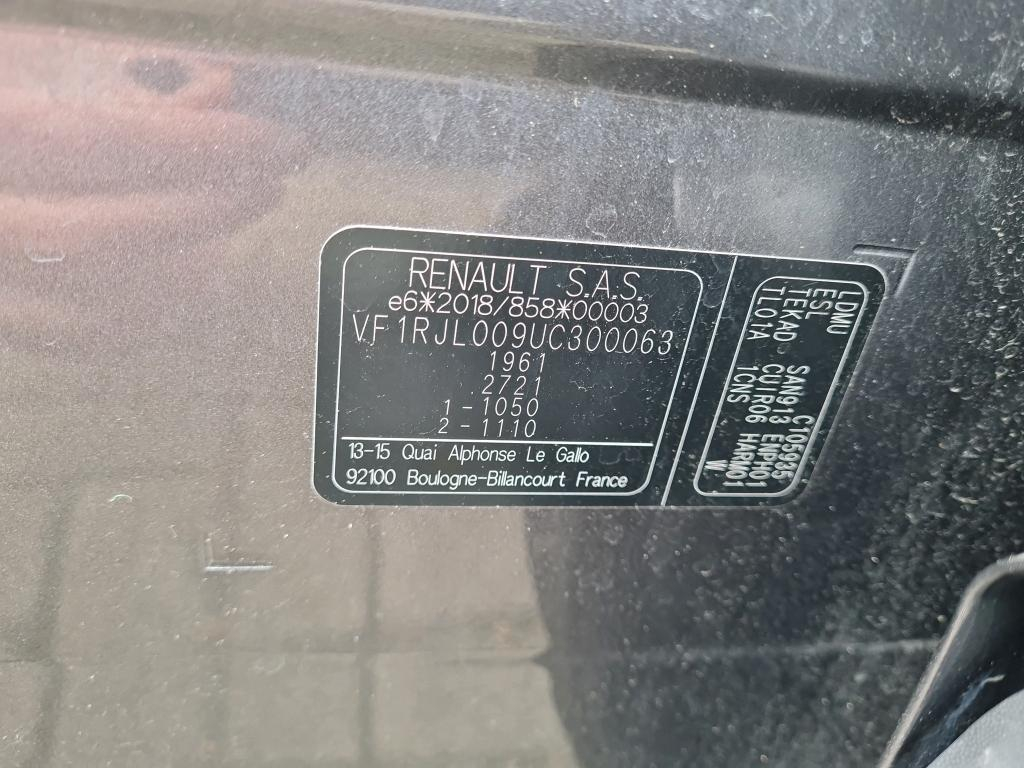 RENAULT S.A.S.
e6*2018/858*00003
VF1RJL009UC300063
1961
2721
1-1050
2-1110
13-15 Quai Alphonse Le Gallo
92100 Boulogne-Billancourt France
LDMU C105935
ESL SAN913 ENPH01
TEKAD CUIR06 HARM01
TL01A 1CNS W